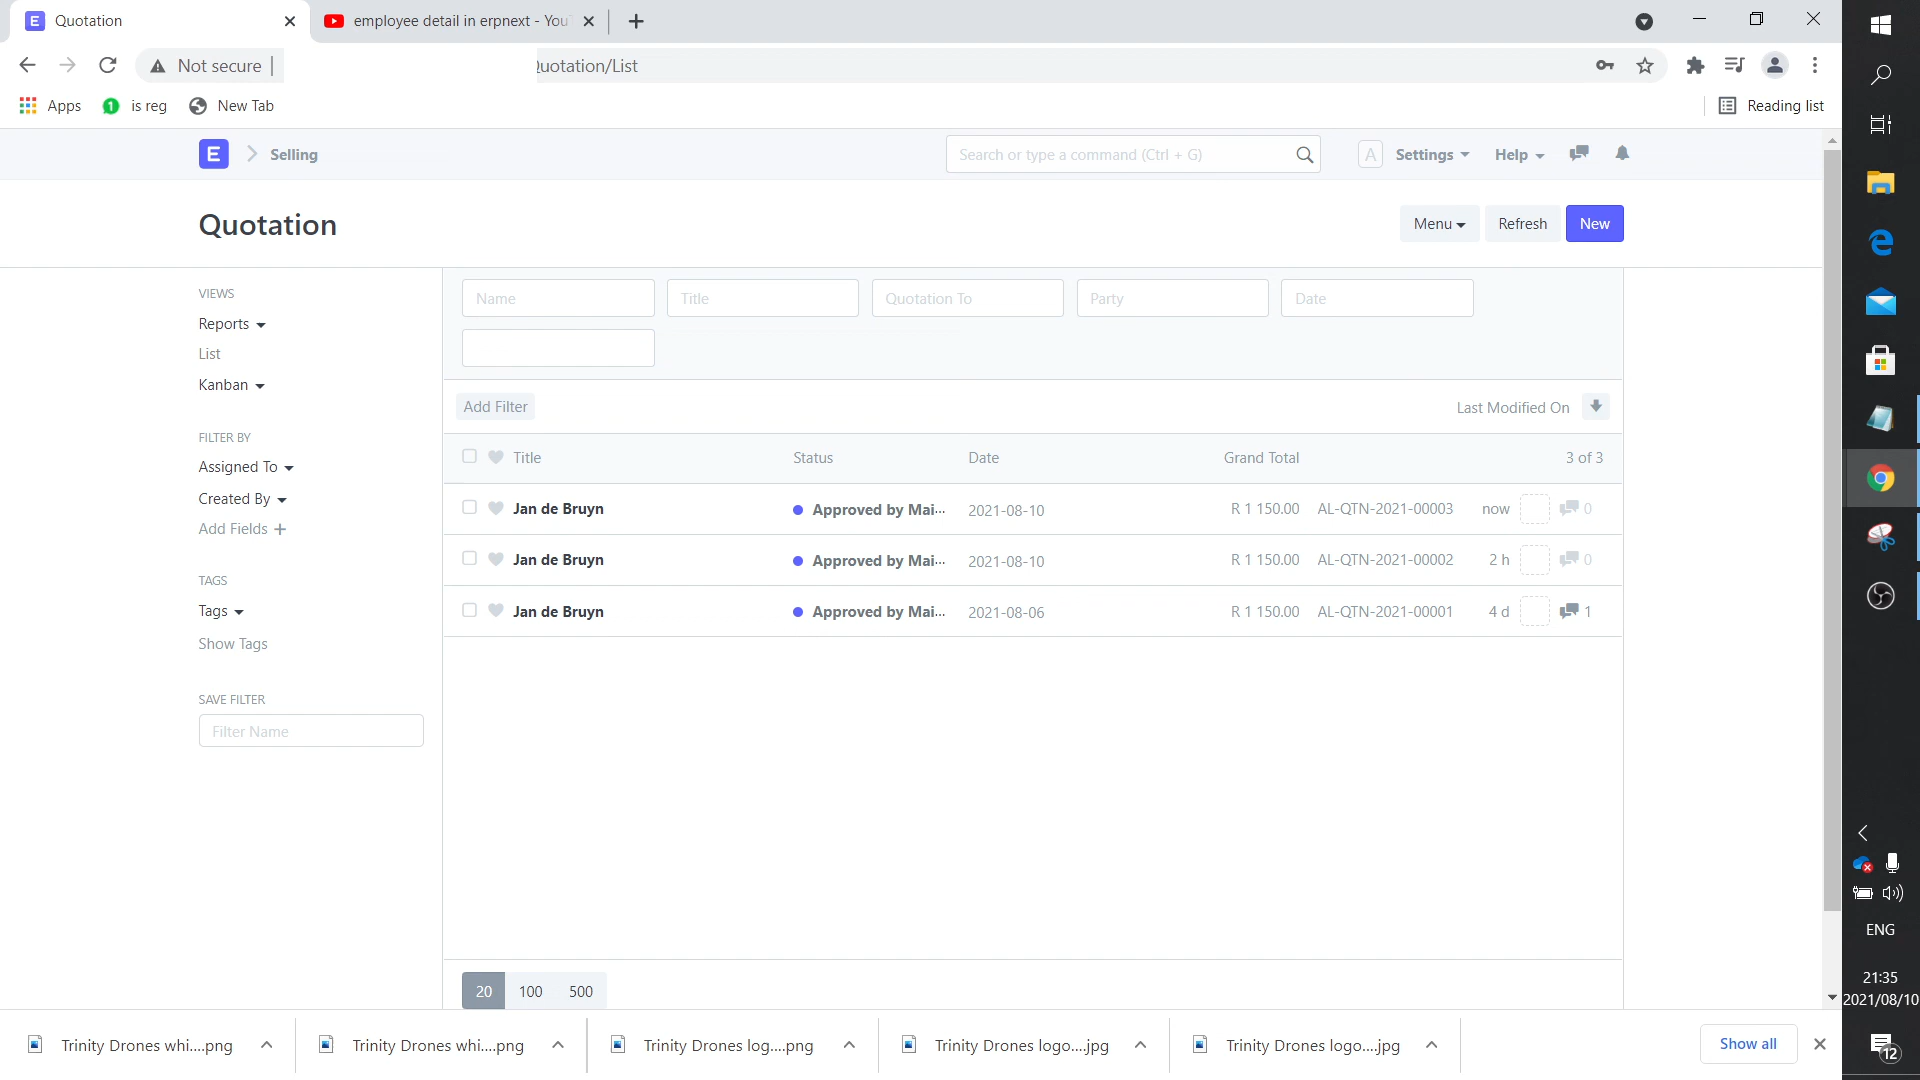 E Quotation
employee detail in erpnext - You
Not secure
uotation/List
Apps
1 is reg
New Tab
Reading list
E Selling
Search or type a command (Ctrl + G)
A Settings
Help
Quotation
Menu
Refresh
New
VIEWS
Reports
List
Kanban
FILTER BY
Assigned To
Created By
Add Fields +
TAGS
Tags
Show Tags
SAVE FILTER
Filter Name
Name
Title
Quotation To
Party
Date
Add Filter
Last Modified On
Title Status Date Grand Total 3 of 3
Jan de Bruyn Approved by Mai... 2021-08-10 R 1 150.00 AL-QTN-2021-00003 now 0
Jan de Bruyn Approved by Mai... 2021-08-10 R 1 150.00 AL-QTN-2021-00002 2 h 0
Jan de Bruyn Approved by Mai... 2021-08-06 R 1 150.00 AL-QTN-2021-00001 4 d 1
20 100 500
Trinity Drones whi....png
Trinity Drones whi....png
Trinity Drones log....png
Trinity Drones logo....jpg
Trinity Drones logo....jpg
Show all
ENG
21:35
2021/08/10
12